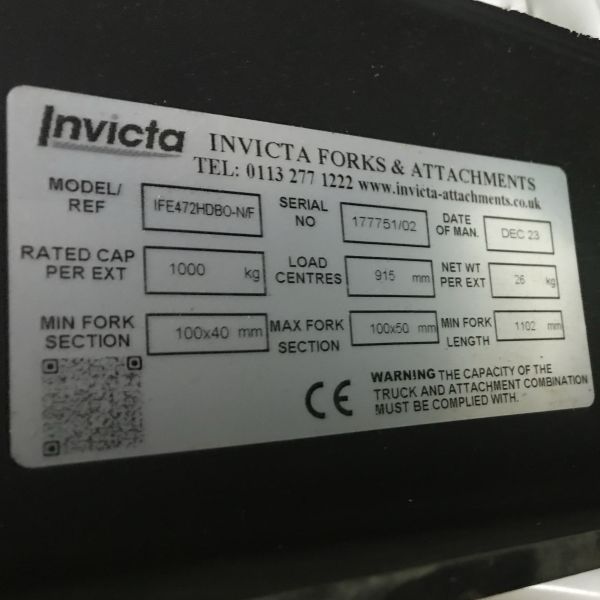 Invicta INVICTA FORKS & ATTACHMENTS
TEL: 0113 277 1222 www.invicta-attachments.co.uk
MODEL/ REF IFE472HDBO-N/F SERIAL NO 177751/02 DATE OF MAN. DEC 23
RATED CAP PER EXT 1000 kg LOAD CENTRES 915 mm NET WT PER EXT 26 kg
MIN FORK SECTION 100x40 mm MAX FORK SECTION 100x50 mm MIN FORK LENGTH 1102 mm
CE WARNING THE CAPACITY OF THE
TRUCK AND ATTACHMENT COMBINATION
MUST BE COMPLIED WITH.